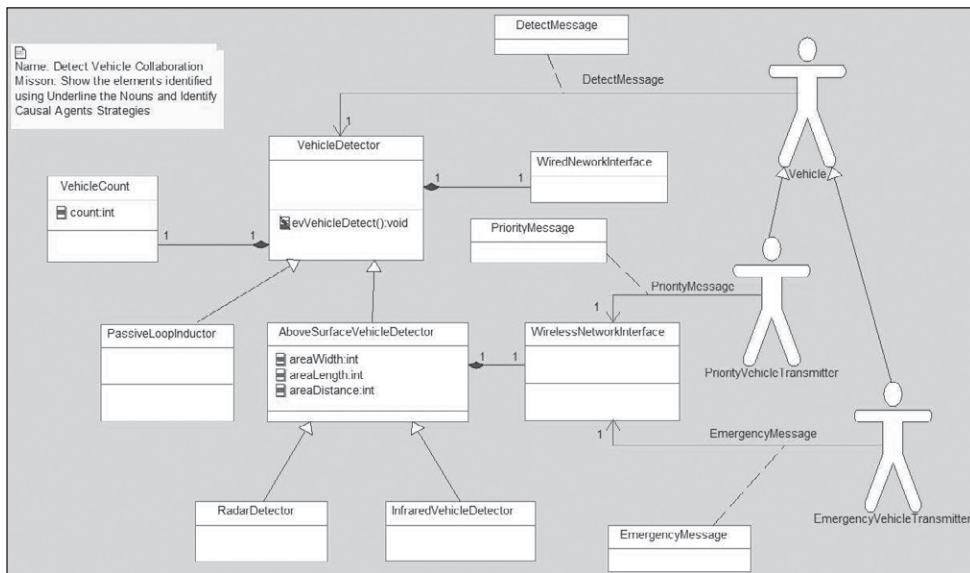 DetectMessage
Name: Detect Vehicle Collaboration
Misson: Show the elements identified
using Underline the Nouns and Identify
Causal Agents Strategies
DetectMessage
1
VehicleDetector
Vehicle
VehicleCount
count:int
1
1
WiredNeworkInterface
evVehicleDetect():void
1
1
PriorityMessage
PriorityMessage
1
PassiveLoopInductor
AboveSurfaceVehicleDetector
areaWidth:int
areaLength:int
areaDistance:int
1
1
WirelessNetworkInterface
PriorityVehicleTransmitter
1
EmergencyMessage
RadarDetector
InfraredVehicleDetector
EmergencyVehicleTransmitter
EmergencyMessage